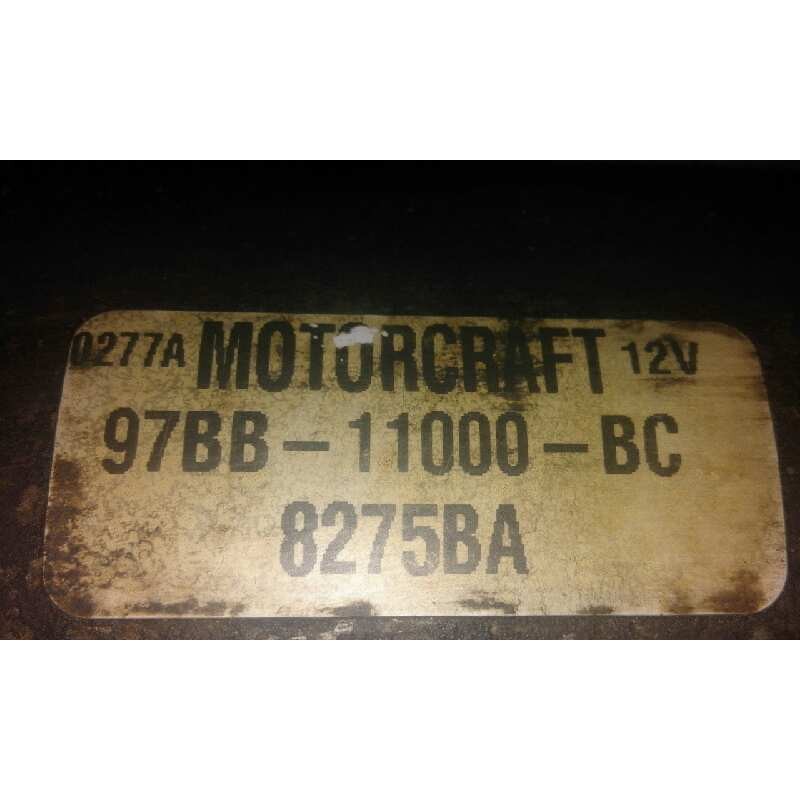 0277A MOTORCRAFT 12V
97BB-11000-BC
8275BA